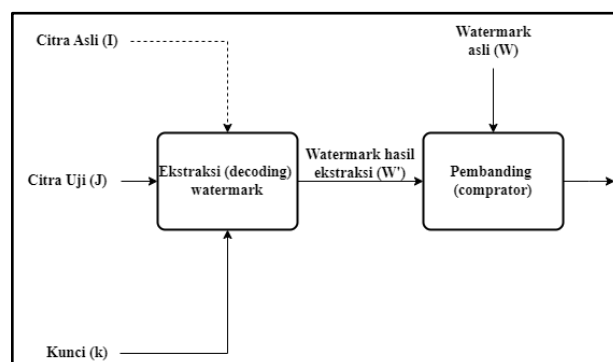 Citra Asli (I)
Watermark
asli (W)
Citra Uji (J)
Ekstraksi (decoding)
watermark
Watermark hasil
ekstraksi (W')
Pembanding
(comprator)
Kunci (k)